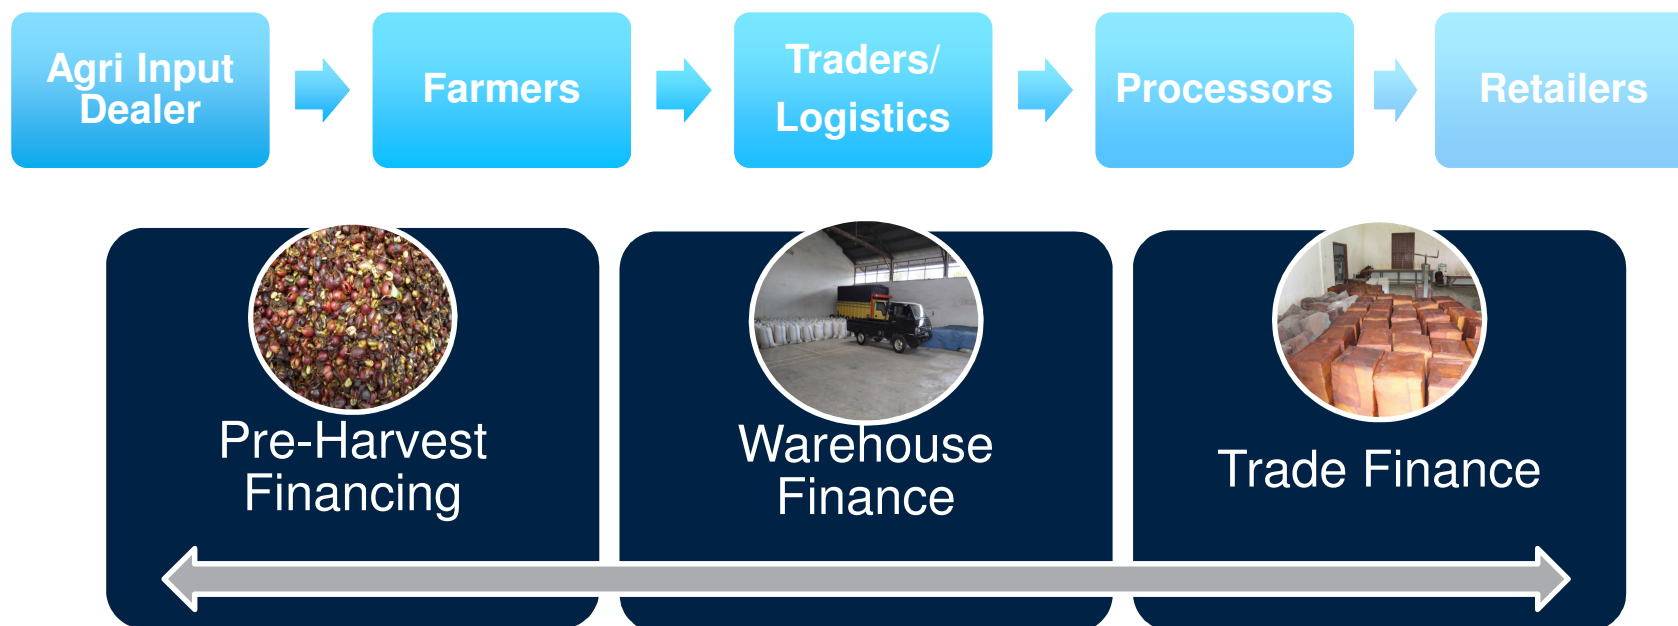 Agri Input
Dealer
Farmers
Traders/
Logistics
Processors
Retailers
Pre-Harvest
Financing
Warehouse
Finance
Trade Finance